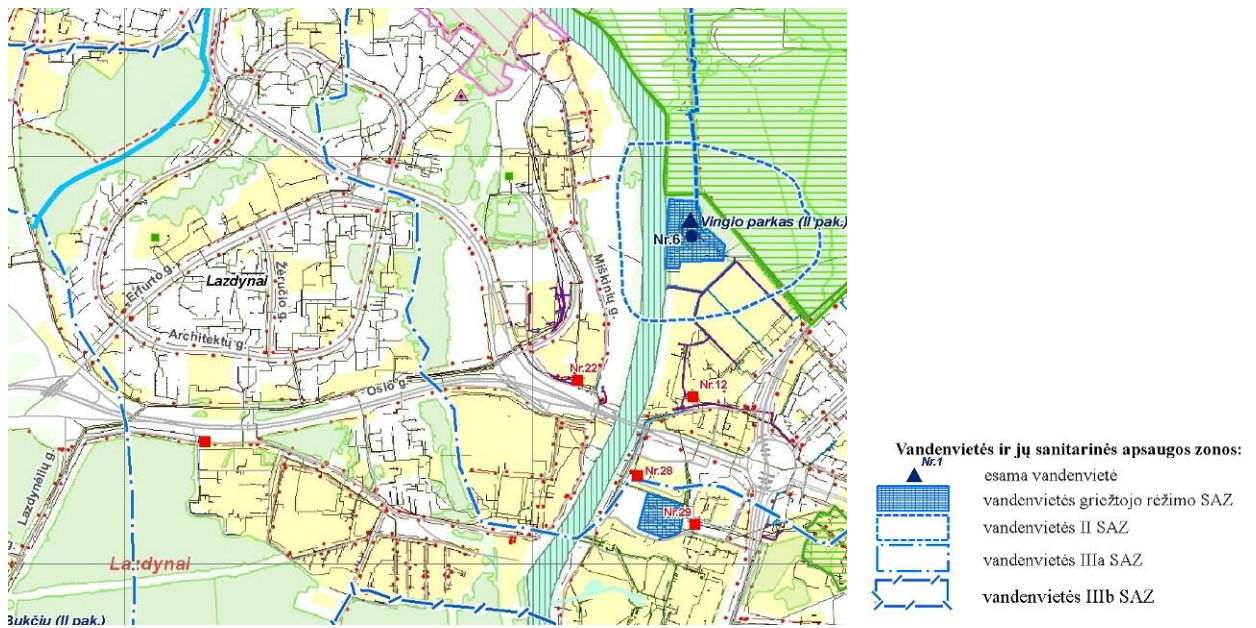 Vingio parkas (II pak.)
Nr.6
Miškinių g.
Erfurto g.
Žėručio g.
Lazdynai
Architektų g.
Oslo g.
Nr.22
Nr.12
Lazdynėlių g.
Nr.28
Nr.29
g.
Lazdynai
Bukčių (II pak.)
Vandenvietės ir jų sanitarinės apsaugos zonos:
Nr.1
esama vandenvietė
vandenvietės griežtojo rėžimo SAZ
vandenvietės II SAZ
vandenvietės IIIa SAZ
vandenvietės IIIb SAZ